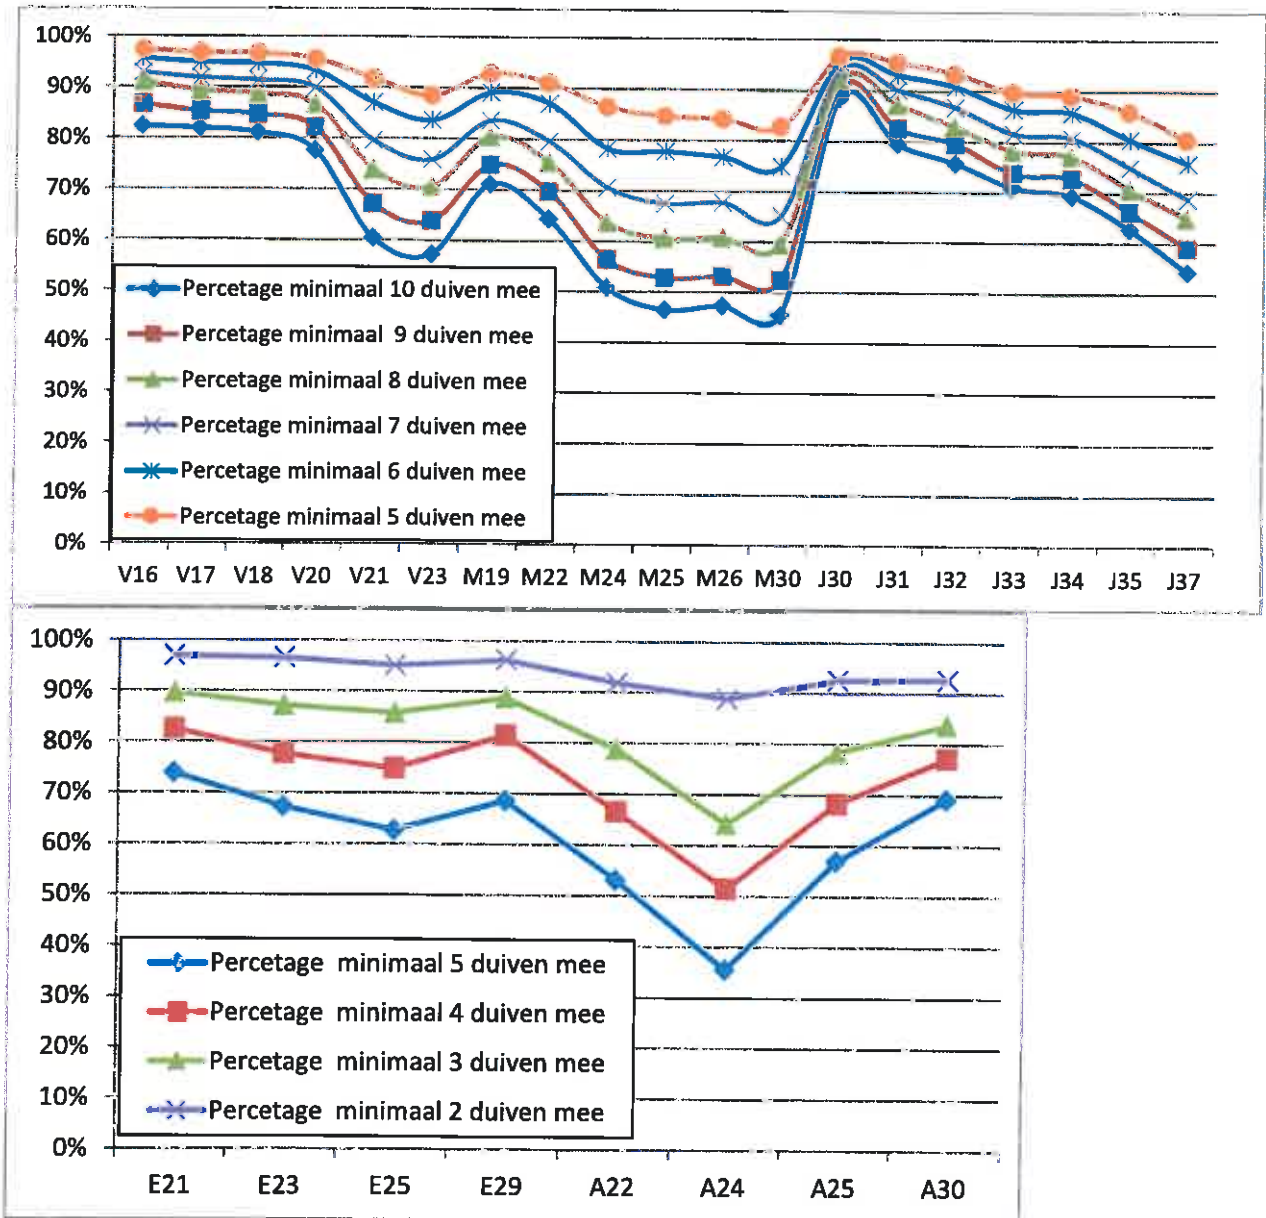 100%
90%
80%
70%
60%
50%
40%
30%
20%
10%
0%
Percetage minimaal 10 duiven mee
Percetage minimaal 9 duiven mee
Percetage minimaal 8 duiven mee
Percetage minimaal 7 duiven mee
Percetage minimaal 6 duiven mee
Percetage minimaal 5 duiven mee
V16 V17 V18 V20 V21 V23 M19 M22 M24 M25 M26 M30 J30 J31 J32 J33 J34 J35 J37
100%
90%
80%
70%
60%
50%
40%
30%
20%
10%
0%
Percetage minimaal 5 duiven mee
Percetage minimaal 4 duiven mee
Percetage minimaal 3 duiven mee
Percetage minimaal 2 duiven mee
E21 E23 E25 E29 A22 A24 A25 A30